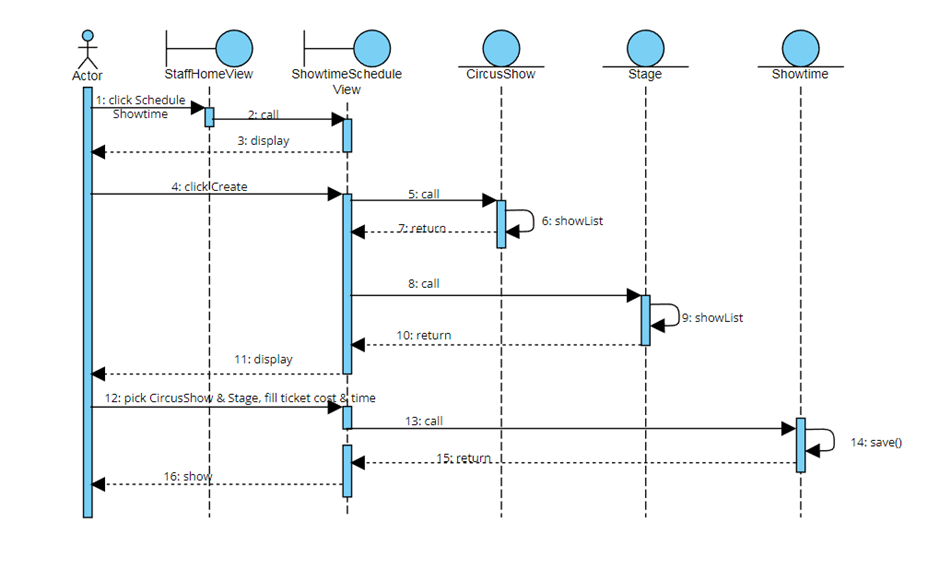 Actor
StaffHomeView
ShowtimeSchedule
View
CircusShow
Stage
Showtime
1: click Schedule
Showtime
2: call
3: display
4: click Create
5: call
6: showList
7: return
8: call
9: showList
10: return
11: display
12: pick CircusShow & Stage, fill ticket cost & time
13: call
14: save()
15: return
16: show